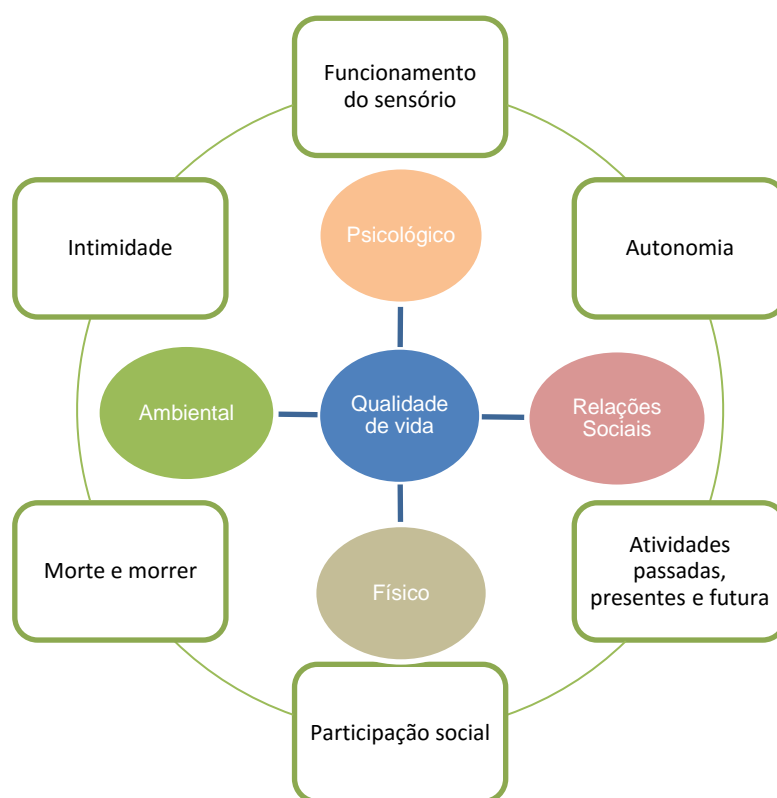 Funcionamento
do sensório
Intimidade
Psicológico
Autonomia
Ambiental
Qualidade
de vida
Relações
Sociais
Morte e morrer
Físico
Atividades
passadas,
presentes e futura
Participação social